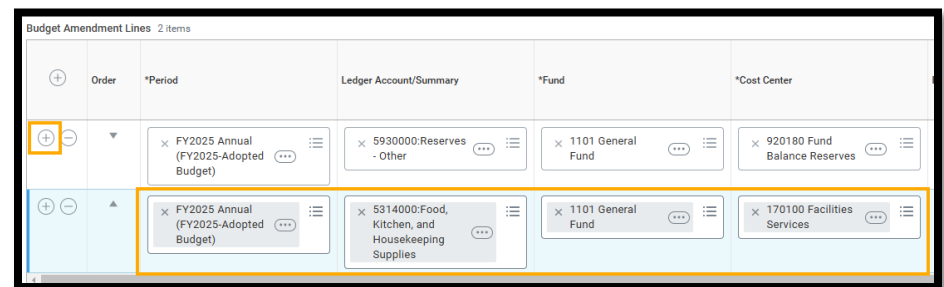 Budget Amendment Lines 2 items
Order *Period Ledger Account/Summary *Fund *Cost Center
FY2025 Annual
(FY2025-Adopted
Budget)
5930000:Reserves
- Other
1101 General
Fund
920180 Fund
Balance Reserves
FY2025 Annual
(FY2025-Adopted
Budget)
5314000:Food,
Kitchen, and
Housekeeping
Supplies
1101 General
Fund
170100 Facilities
Services